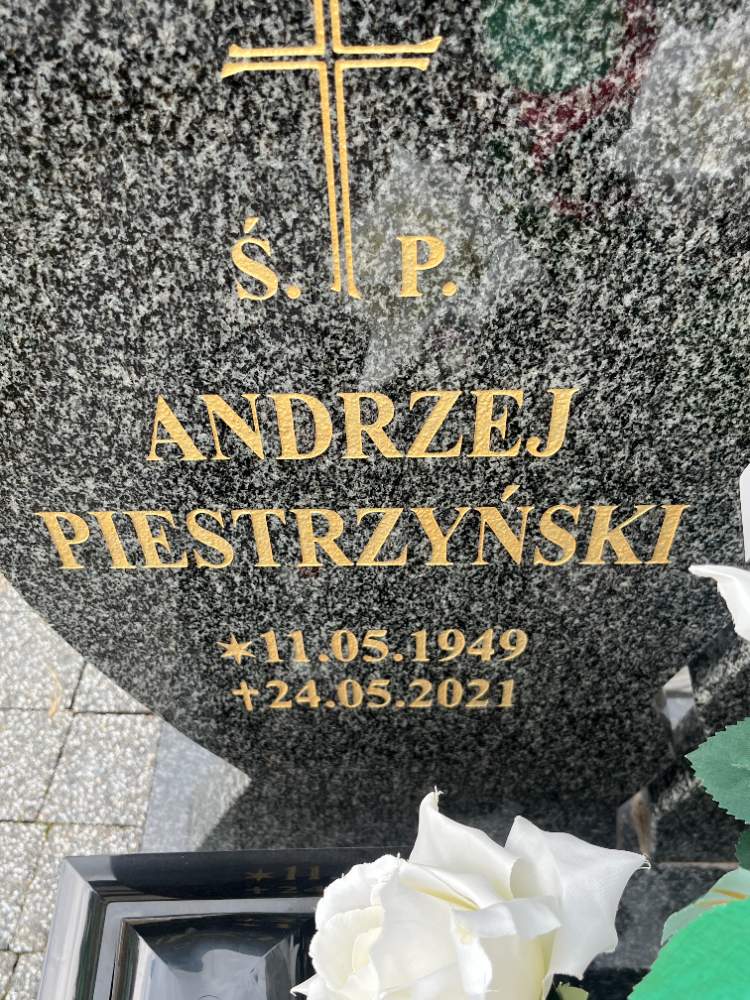 Ś. P.
ANDRZEJ
PIESTRZYŃSKI
*11.05.1949
✝24.05.2021